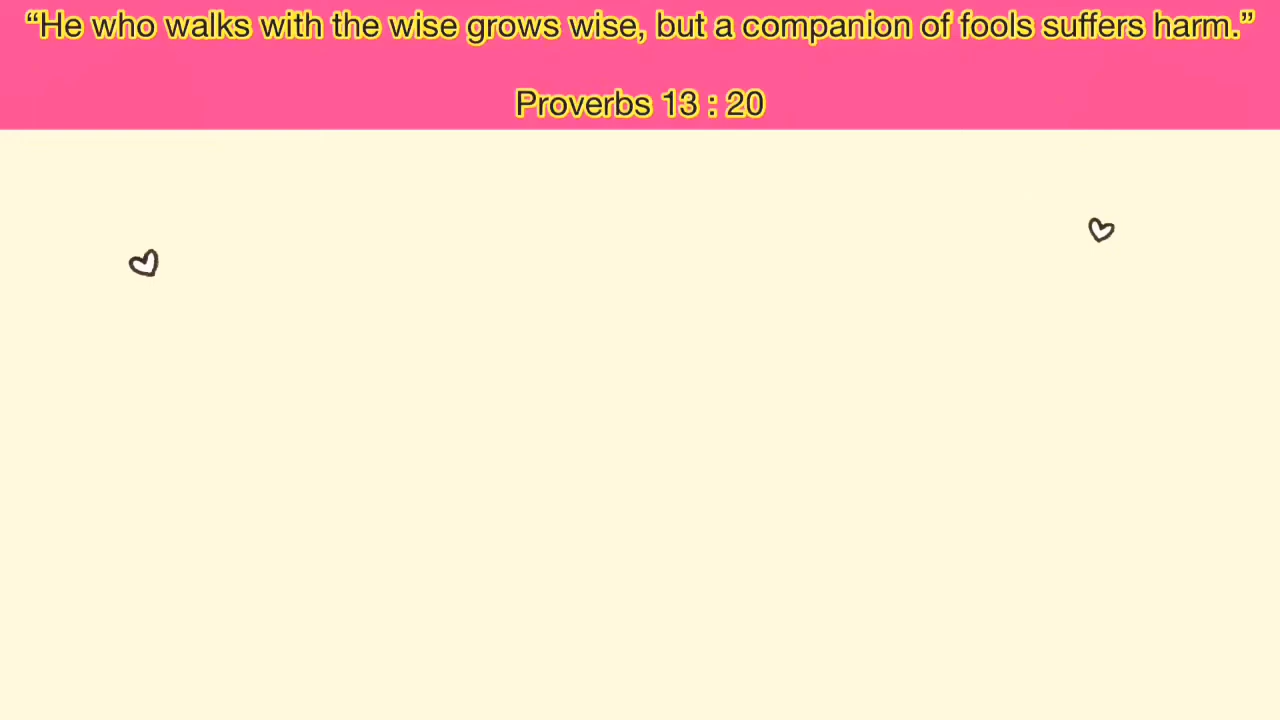 “He who walks with the wise grows wise, but a companion of fools suffers harm.”
Proverbs 13 : 20